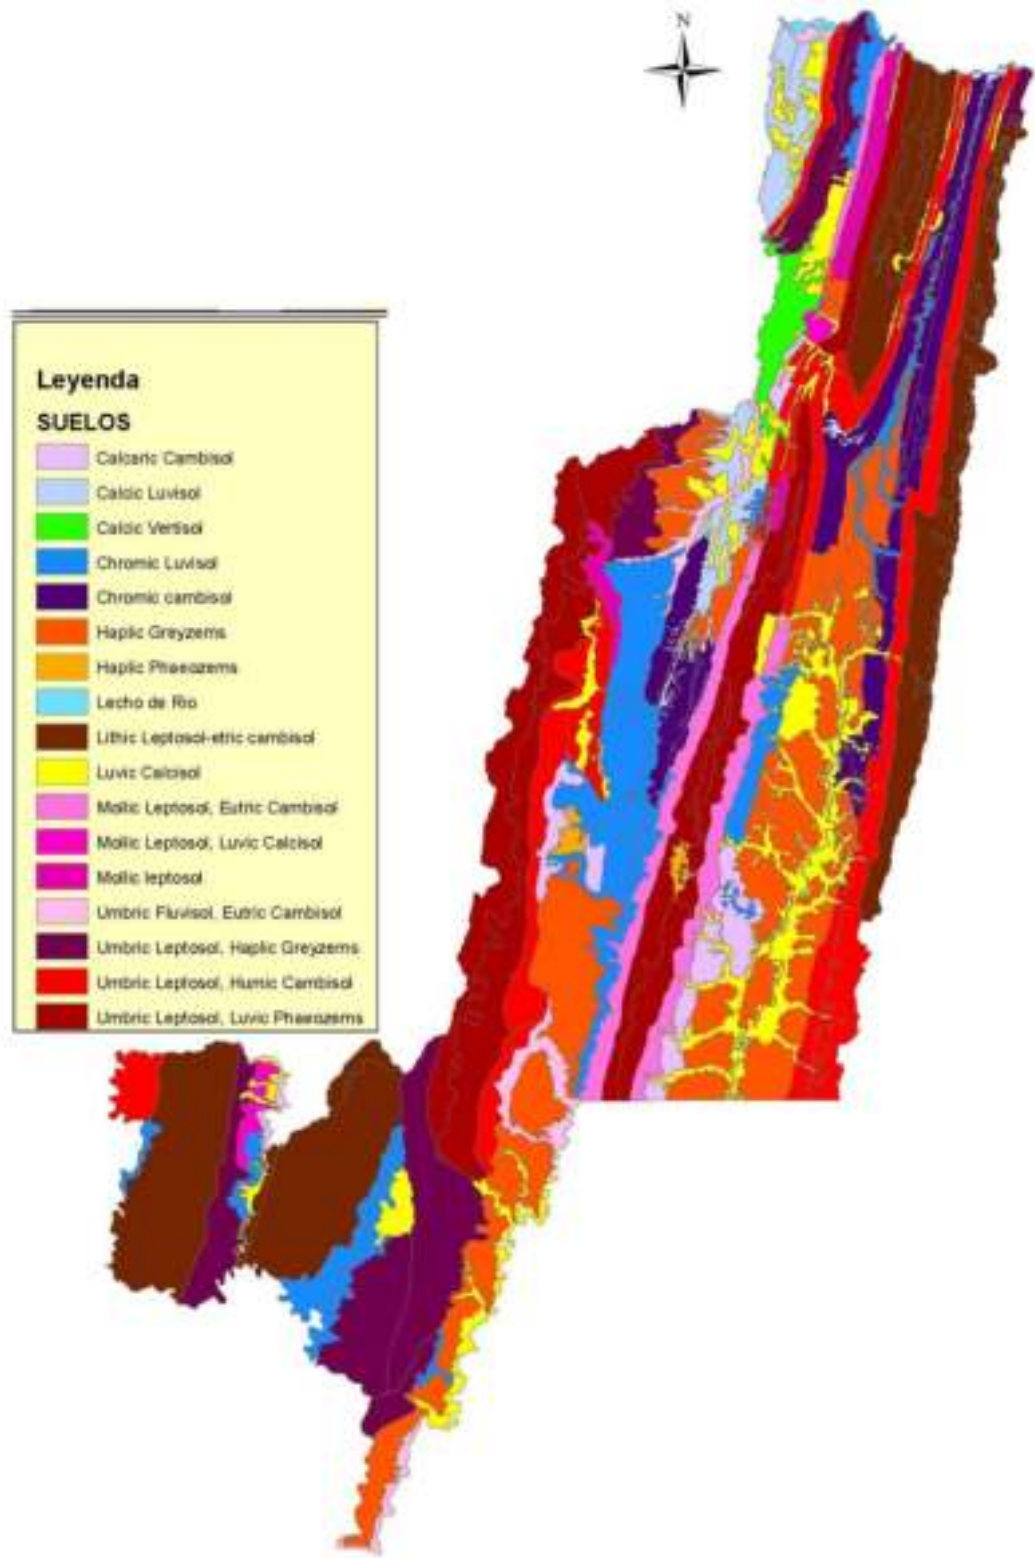 N
Leyenda
SUELOS
Calcaric Cambisol
Calcic Luvisol
Calcic Vertisol
Chromic Luvisol
Chromic cambisol
Haplic Greyzems
Haplic Phaeozems
Lecho de Rio
Lithic Leptosol-etric cambisol
Luvic Calcisol
Mollic Leptosol, Eutric Cambisol
Mollic Leptosol, Luvic Calcisol
Mollic leptosol
Umbric Fluvisol, Eutric Cambisol
Umbric Leptosol, Haplic Greyzems
Umbric Leptosol, Humic Cambisol
Umbric Leptosol, Luvic Phaeozems